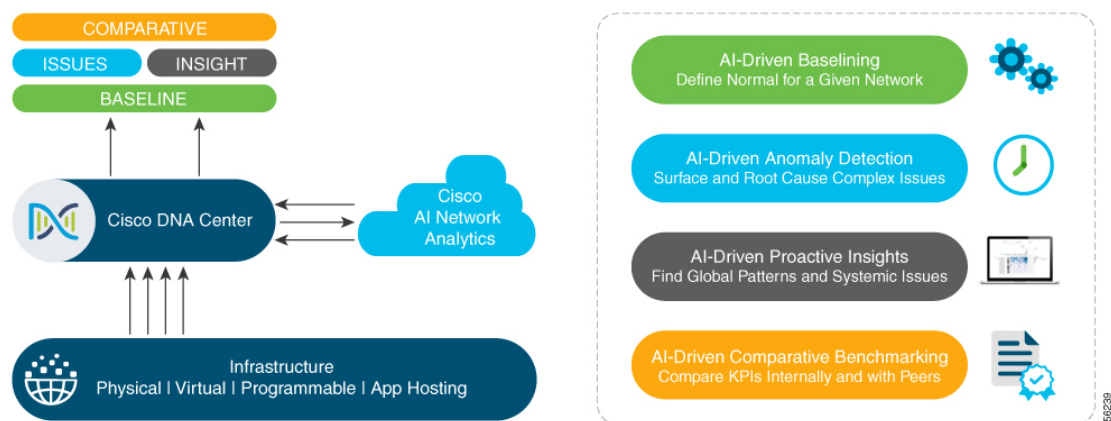 COMPARATIVE
ISSUES
INSIGHT
BASELINE
Cisco DNA Center
Cisco
AI Network
Analytics
Infrastructure
Physical | Virtual | Programmable | App Hosting
AI-Driven Baselining
Define Normal for a Given Network
AI-Driven Anomaly Detection
Surface and Root Cause Complex Issues
AI-Driven Proactive Insights
Find Global Patterns and Systemic Issues
AI-Driven Comparative Benchmarking
Compare KPIs Internally and with Peers
56239